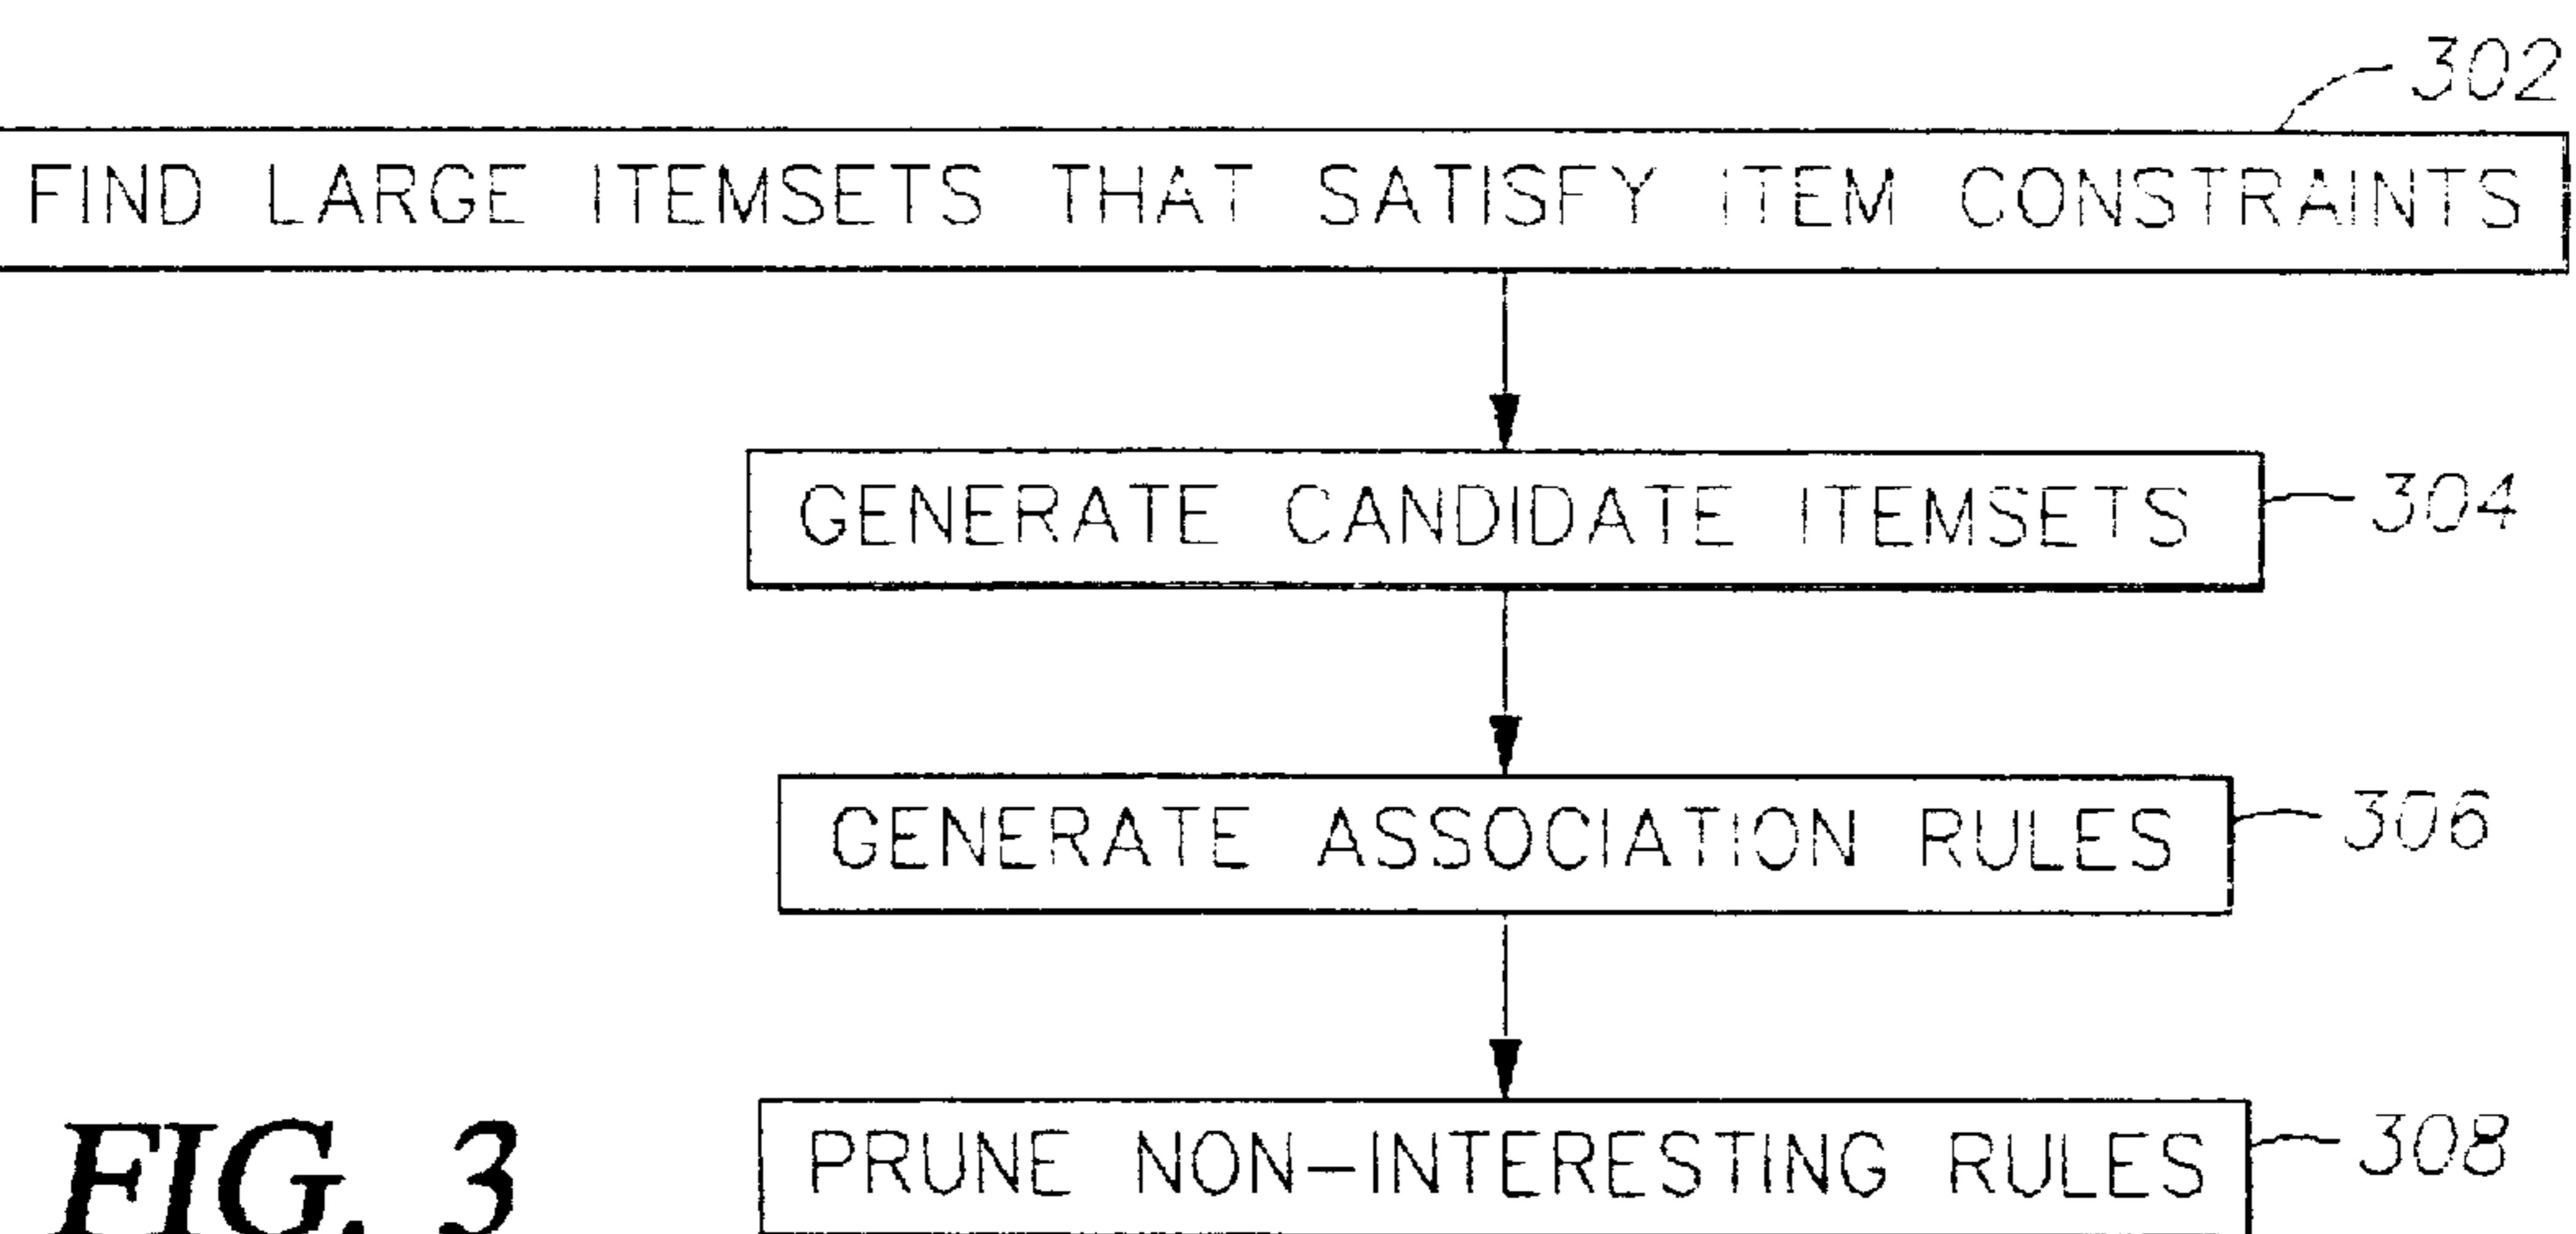 302
FIND LARGE ITEMSETS THAT SATISFY ITEM CONSTRAINTS
GENERATE CANDIDATE ITEMSETS
304
GENERATE ASSOCIATION RULES
306
PRUNE NON-INTERESTING RULES
308
FIG. 3